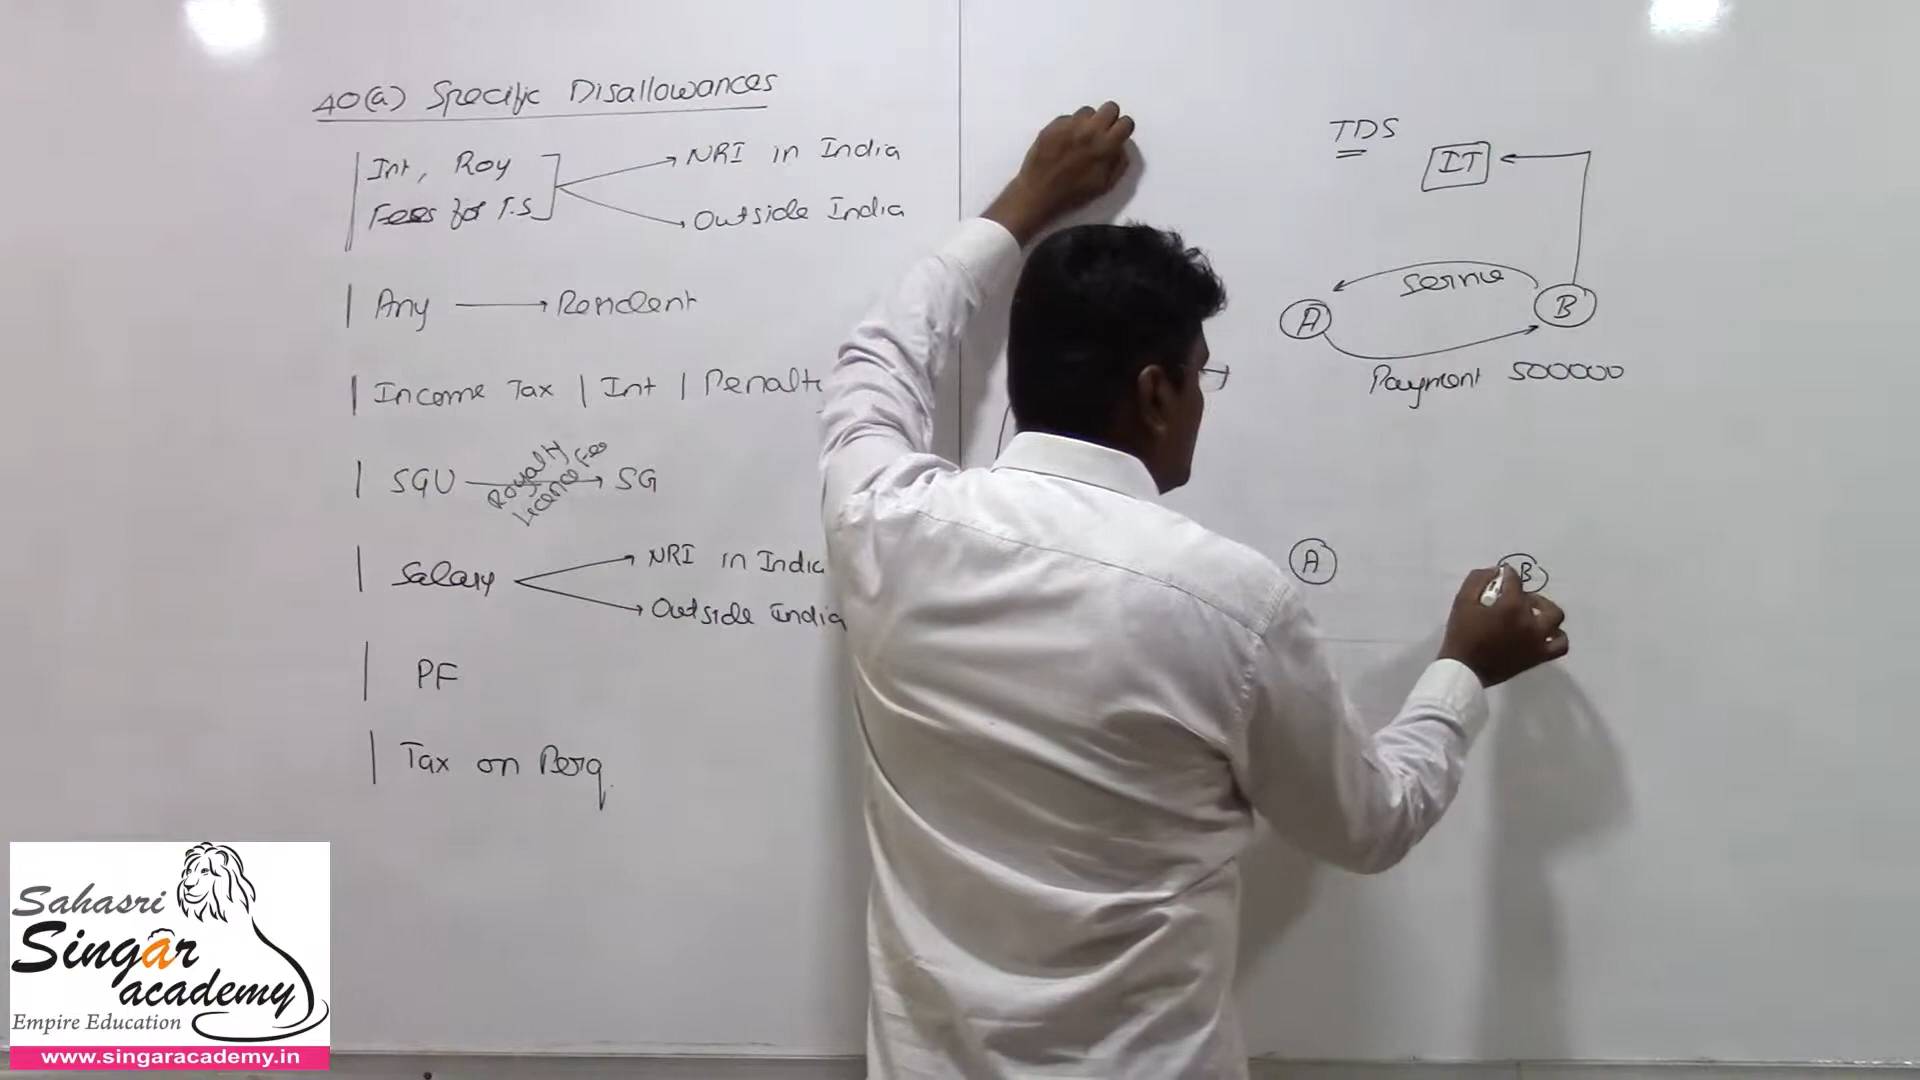 40(a) Specific Disallowances
Int, Roy
Fees for T.S
NRI in India
Outside India
Any → Rendent
Income Tax | Int | Penalty
SGU → SG
Royalty
licence Fee
Salary
NRI in India
Outside India
PF
Tax on Perq.
TDS
IT
service
A
B
Payment 500000
A
B
Sahasri
Singar
academy
Empire Education
www.singaracademy.in